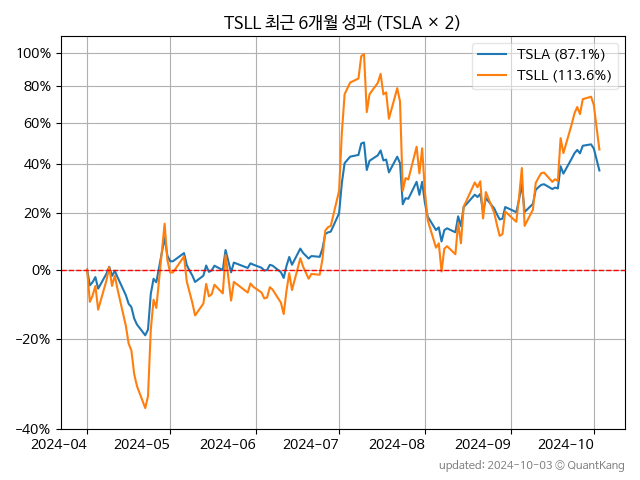 TSLL 최근 6개월 성과 (TSLA × 2)
TSLA (87.1%)
TSLL (113.6%)
100%
80%
60%
40%
20%
0%
−20%
−40%
2024−04 2024−05 2024−06 2024−07 2024−08 2024−09 2024−10
updated: 2024-10-03 © QuantKang